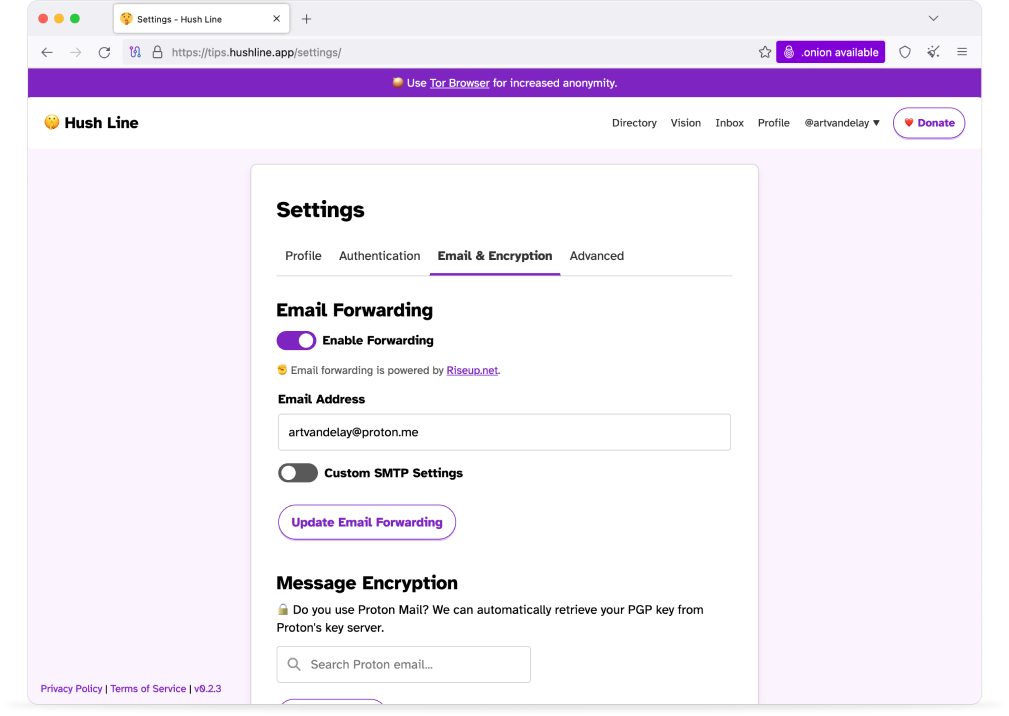 Settings - Hush Line
https://tips.hushline.app/settings/
.onion available
Use Tor Browser for increased anonymity.
Hush Line
Directory Vision Inbox Profile @artvandelay ▼ Donate
Settings
Profile Authentication Email & Encryption Advanced
Email Forwarding
Enable Forwarding
Email forwarding is powered by Riseup.net.
Email Address
artvandelay@proton.me
Custom SMTP Settings
Update Email Forwarding
Message Encryption
Do you use Proton Mail? We can automatically retrieve your PGP key from
Proton's key server.
Search Proton email...
Privacy Policy | Terms of Service | v0.2.3